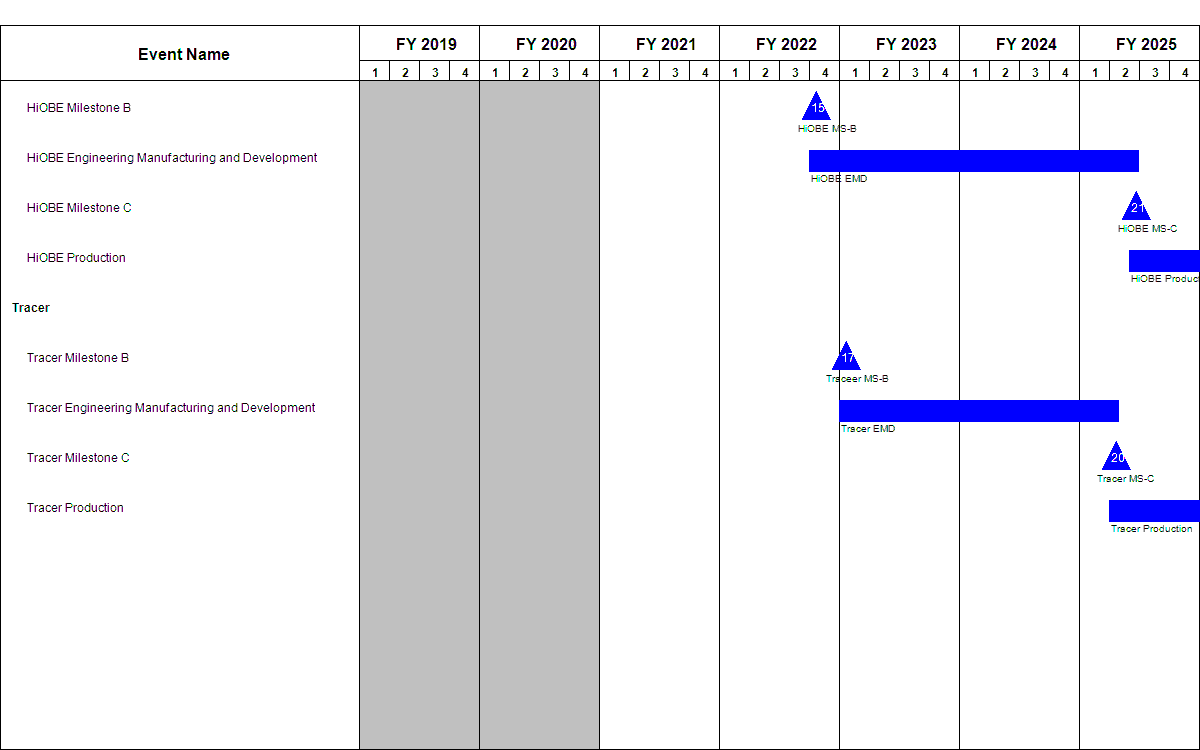 Event Name FY 2019 FY 2020 FY 2021 FY 2022 FY 2023 FY 2024 FY 2025
1 2 3 4 1 2 3 4 1 2 3 4 1 2 3 4 1 2 3 4 1 2 3 4 1 2 3 4
HiOBE Milestone B 15
HiOBE MS-B
HiOBE Engineering Manufacturing and Development
HiOBE EMD
HiOBE Milestone C 21
HiOBE MS-C
HiOBE Production
HiOBE Produc
Tracer
Tracer Milestone B 17
Traceer MS-B
Tracer Engineering Manufacturing and Development
Tracer EMD
Tracer Milestone C 20
Tracer MS-C
Tracer Production
Tracer Production